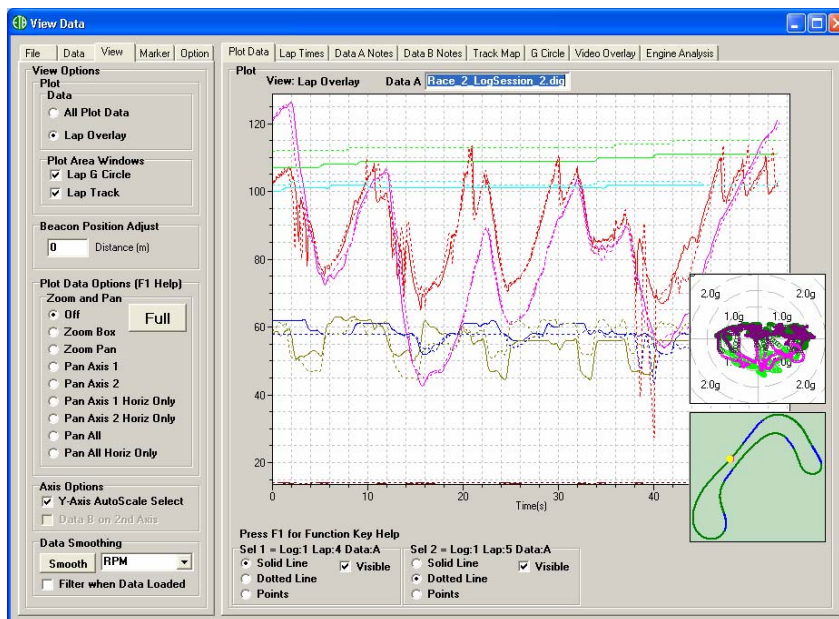 ETB View Data
File Data View Marker Option
Plot Data Lap Times Data A Notes Data B Notes Track Map G Circle Video Overlay Engine Analysis
View Options
Plot
Data
All Plot Data
Lap Overlay
Plot Area Windows
Lap G Circle
Lap Track
Beacon Position Adjust
0 Distance (m)
Plot Data Options (F1 Help)
Zoom and Pan
Off
Full
Zoom Box
Zoom Pan
Pan Axis 1
Pan Axis 2
Pan Axis 1 Horiz Only
Pan Axis 2 Horiz Only
Pan All
Pan All Horiz Only
Axis Options
Y-Axis AutoScale Select
Data B on 2nd Axis
Data Smoothing
Smooth RPM
Filter when Data Loaded
Plot
View: Lap Overlay Data A Race_2_LogSession_2.dig
120
100
80
60
40
20
0 10 20 30 40
Time(s)
2.0g 2.0g
1.0g 1.0g
1.0g 1.0g
2.0g 2.0g
Press F1 for Function Key Help
Sel 1 = Log:1 Lap:4 Data:A
Solid Line Visible
Dotted Line
Points
Sel 2 = Log:1 Lap:5 Data:A
Solid Line Visible
Dotted Line
Points